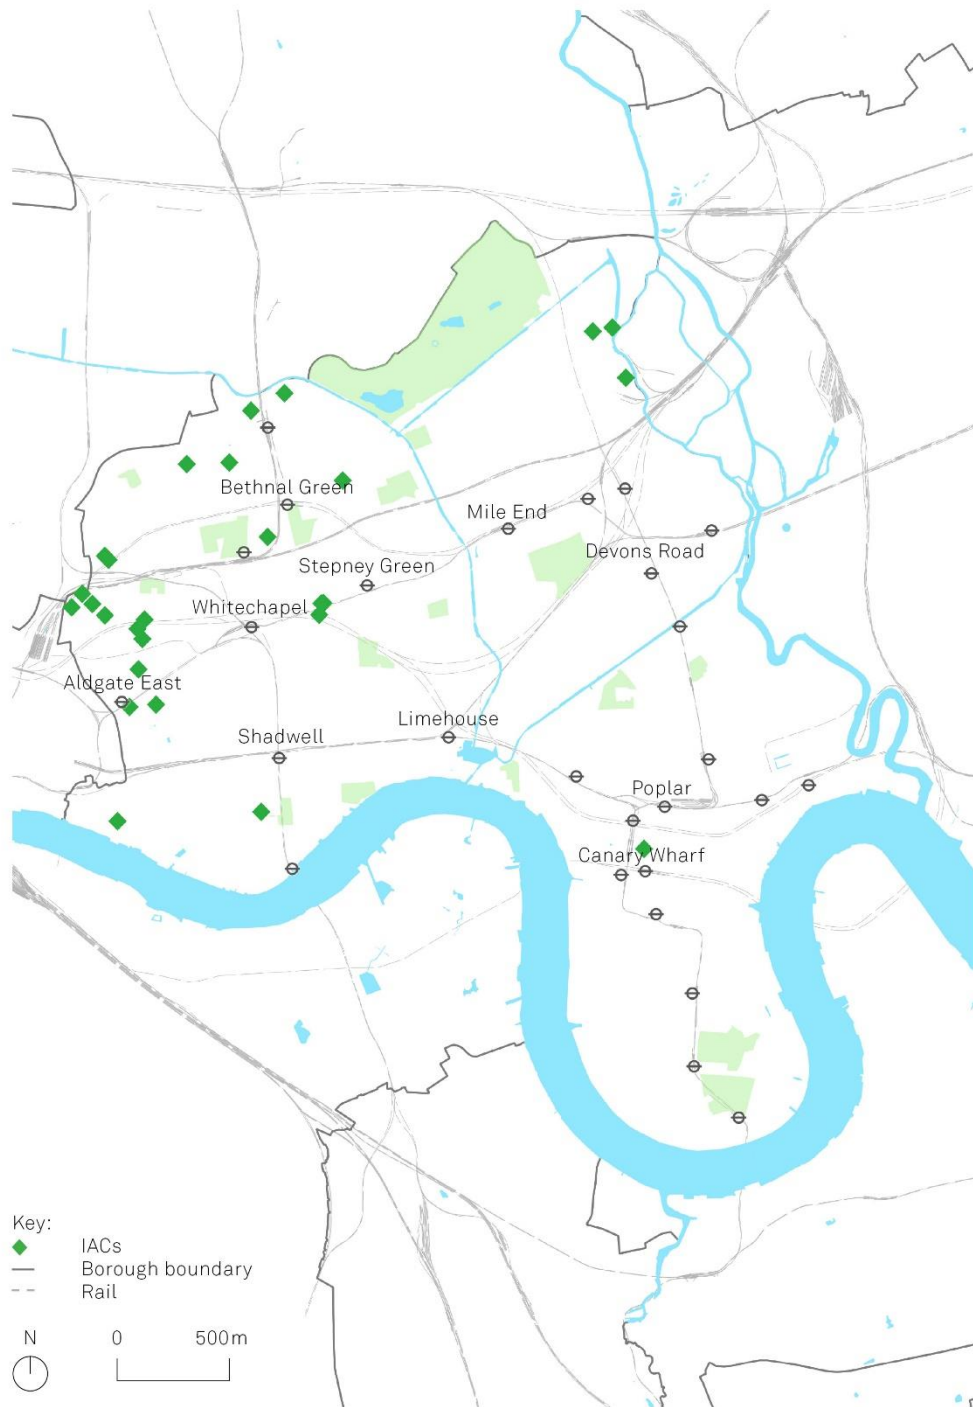 Bethnal Green
Mile End
Devons Road
Stepney Green
Whitechapel
Aldgate East
Limehouse
Shadwell
Poplar
Canary Wharf
Key:
IACs
Borough boundary
Rail
N 0 500m